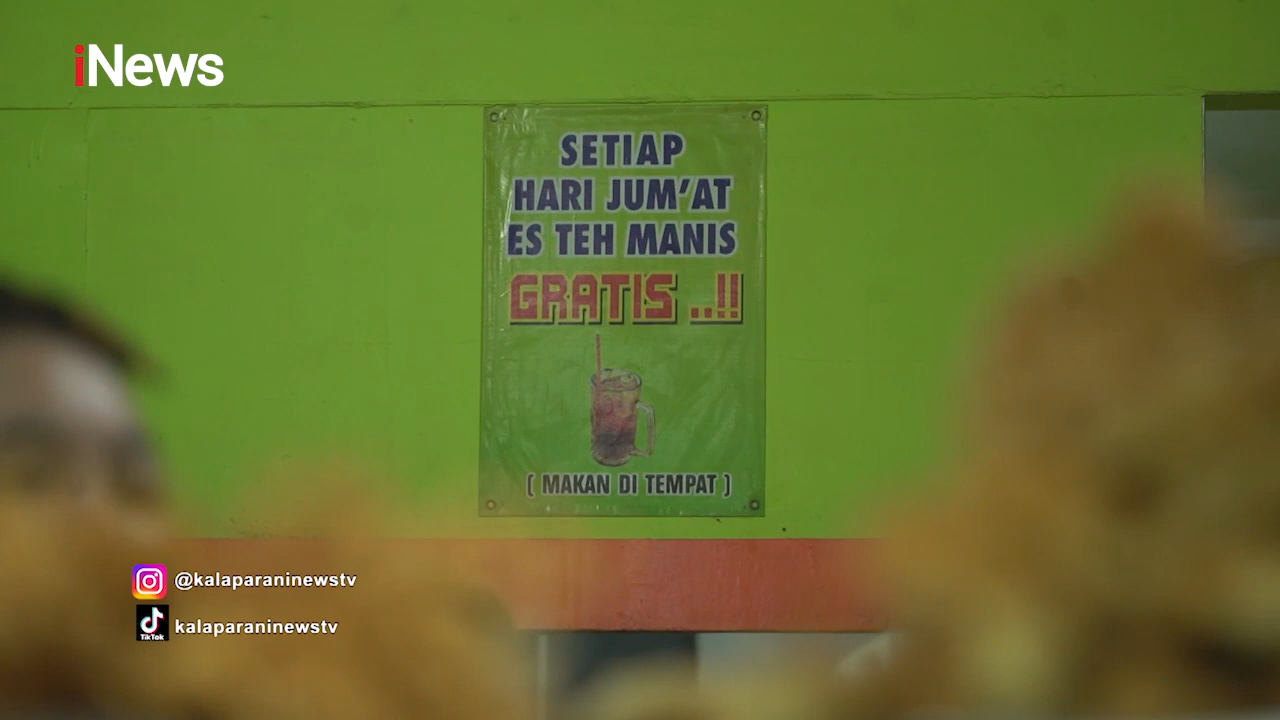 iNews
SETIAP
HARI JUM'AT
ES TEH MANIS
GRATIS ..!!
( MAKAN DI TEMPAT )
@kalaparaninewstv
TikTok
kalaparaninewstv